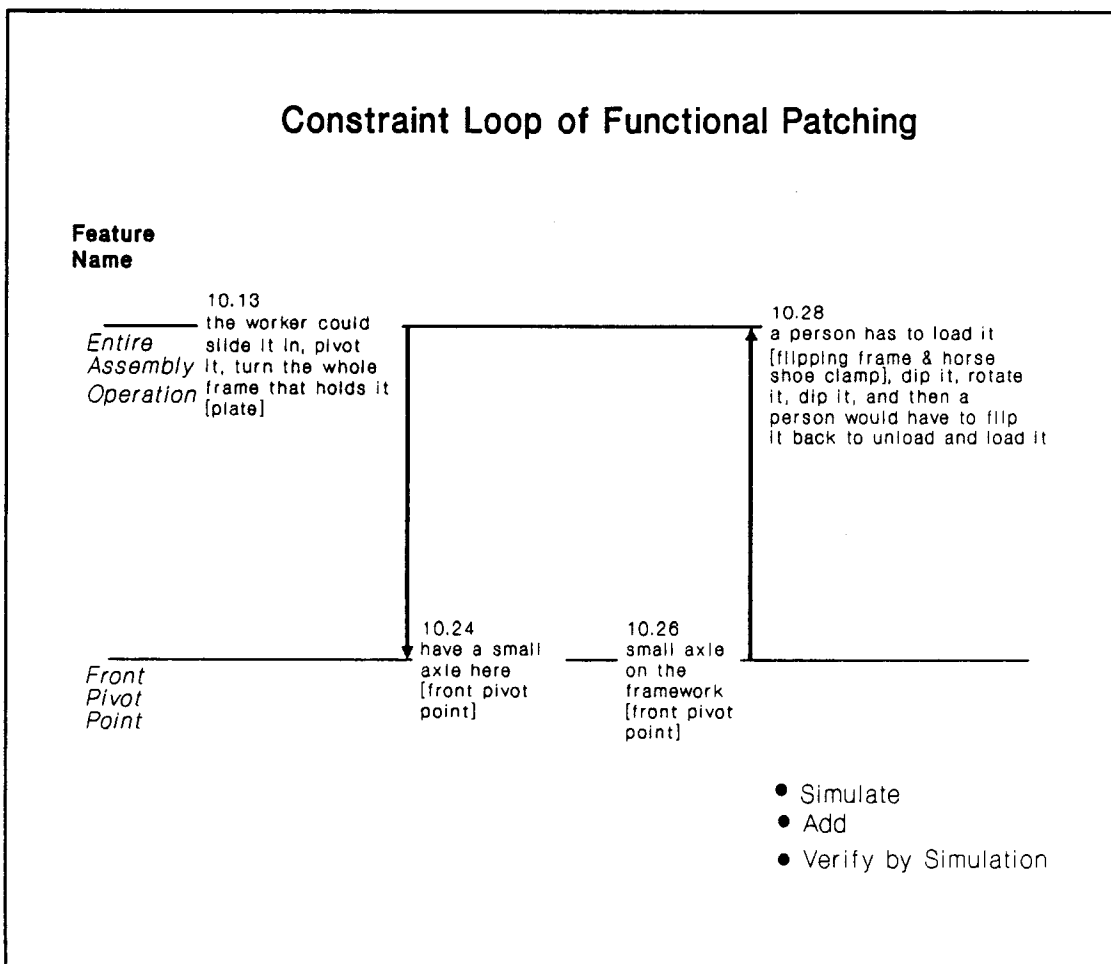 Constraint Loop of Functional Patching
Feature
Name
Entire
Assembly
Operation
10.13
the worker could
slide it in, pivot
it, turn the whole
frame that holds it
[plate]
10.28
a person has to load it
[flipping frame & horse
shoe clamp], dip it, rotate
it, dip it, and then a
person would have to flip
it back to unload and load it
Front
Pivot
Point
10.24
have a small
axle here
[front pivot
point]
10.26
small axle
on the
framework
[front pivot
point]
• Simulate
• Add
• Verify by Simulation